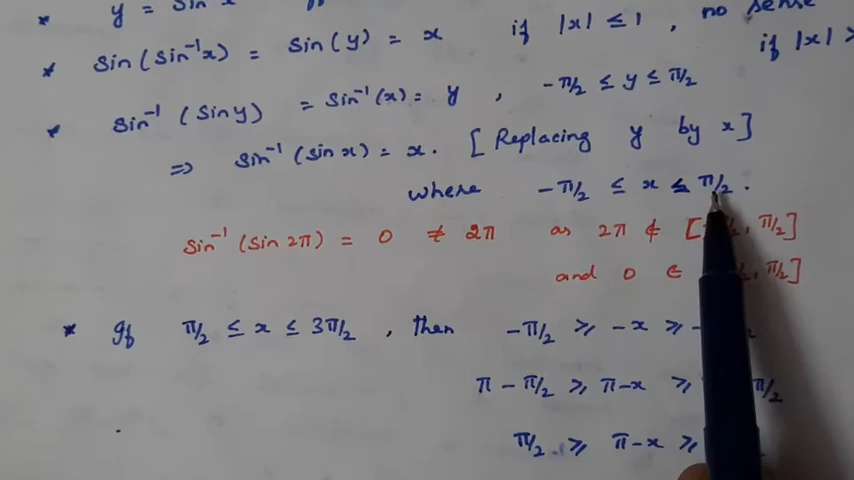 * y = sin x
* sin(sin⁻¹x) = sin(y) = x if |x| ≤ 1 , no sense if |x| >
* sin⁻¹(sin y) = sin⁻¹(x) = y , -π/2 ≤ y ≤ π/2
⇒ sin⁻¹(sin x) = x. [Replacing y by x]
where -π/2 ≤ x ≤ π/2 .
sin⁻¹(sin 2π) = 0 ≠ 2π as 2π ∉ [ /2, π/2]
and 0 ∈ /2, π/2]
* If π/2 ≤ x ≤ 3π/2 , then -π/2 ≥ -x ≥ -
π - π/2 ≥ π-x ≥ π/2
π/2 ≥ π-x ≥